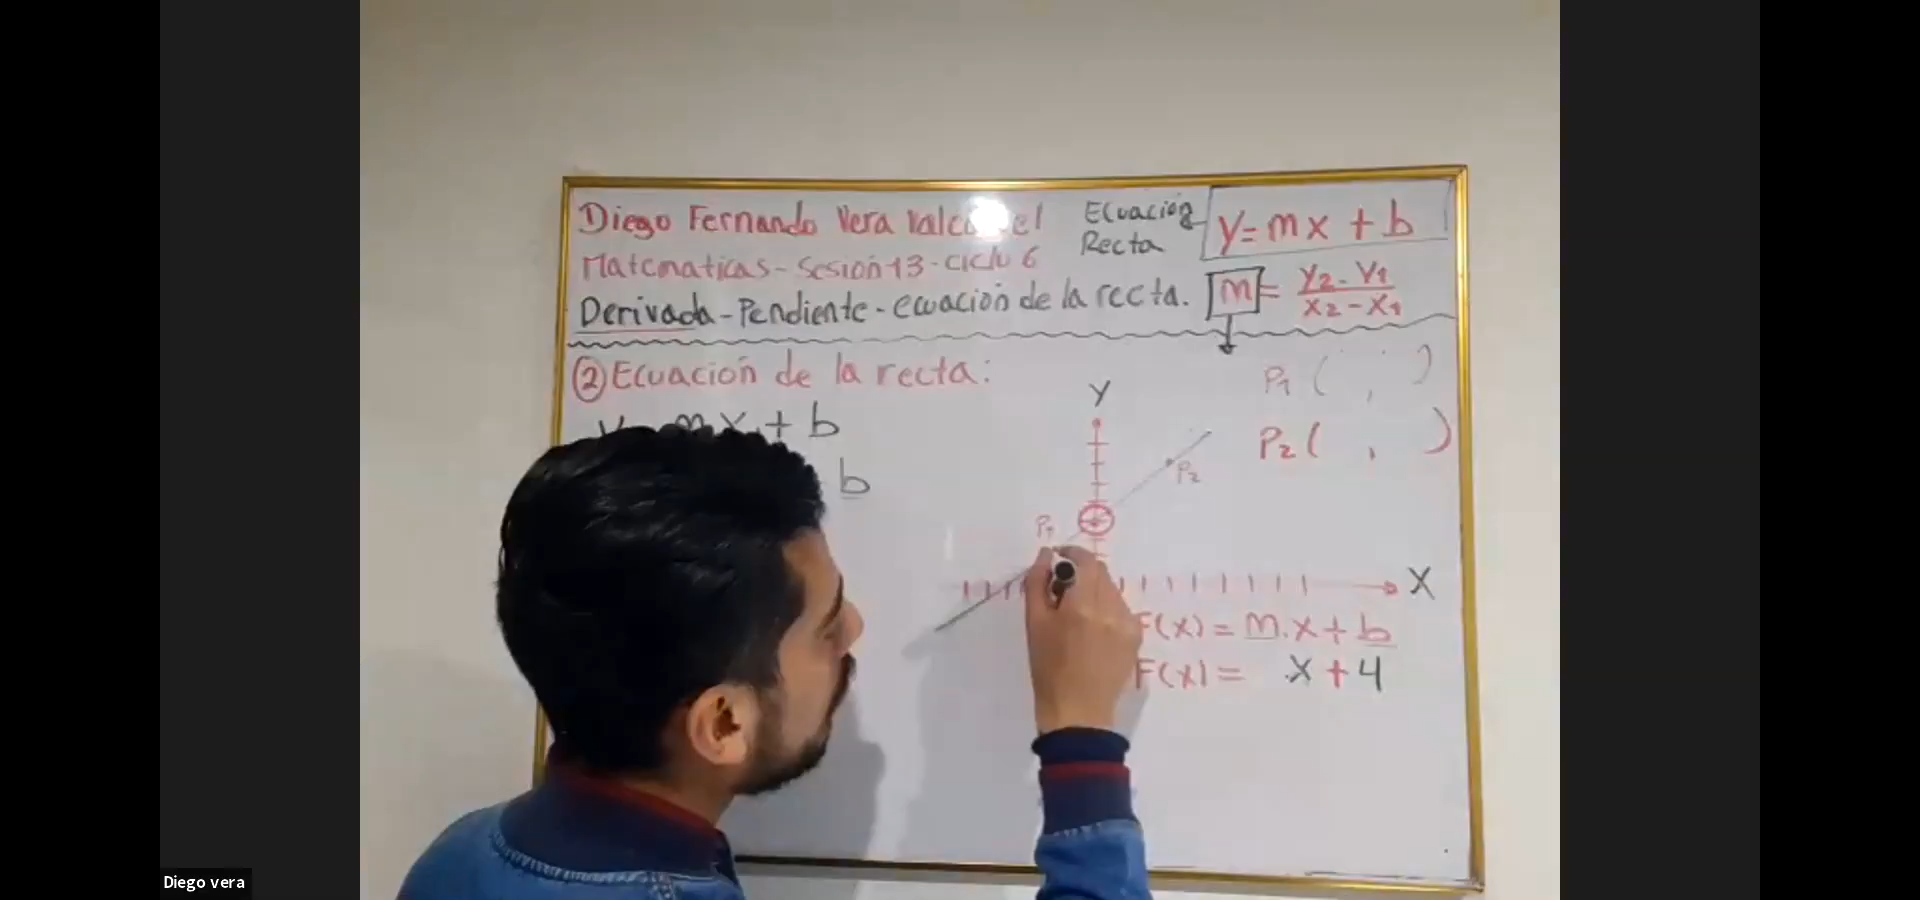 Diego Fernando Vera
Matematicas - Sesión 13 - Ciclo 6
Derivada - Pendiente - ecuación de la recta.
Ecuación
Recta
y = mx + b
m = y2 - y1 / x2 - x1
② Ecuación de la recta:
y mx + b
b
Y
P1 ( , )
P2 ( , )
P2
P1
X
F(x) = m.x + b
F(x) = x + 4
Diego vera